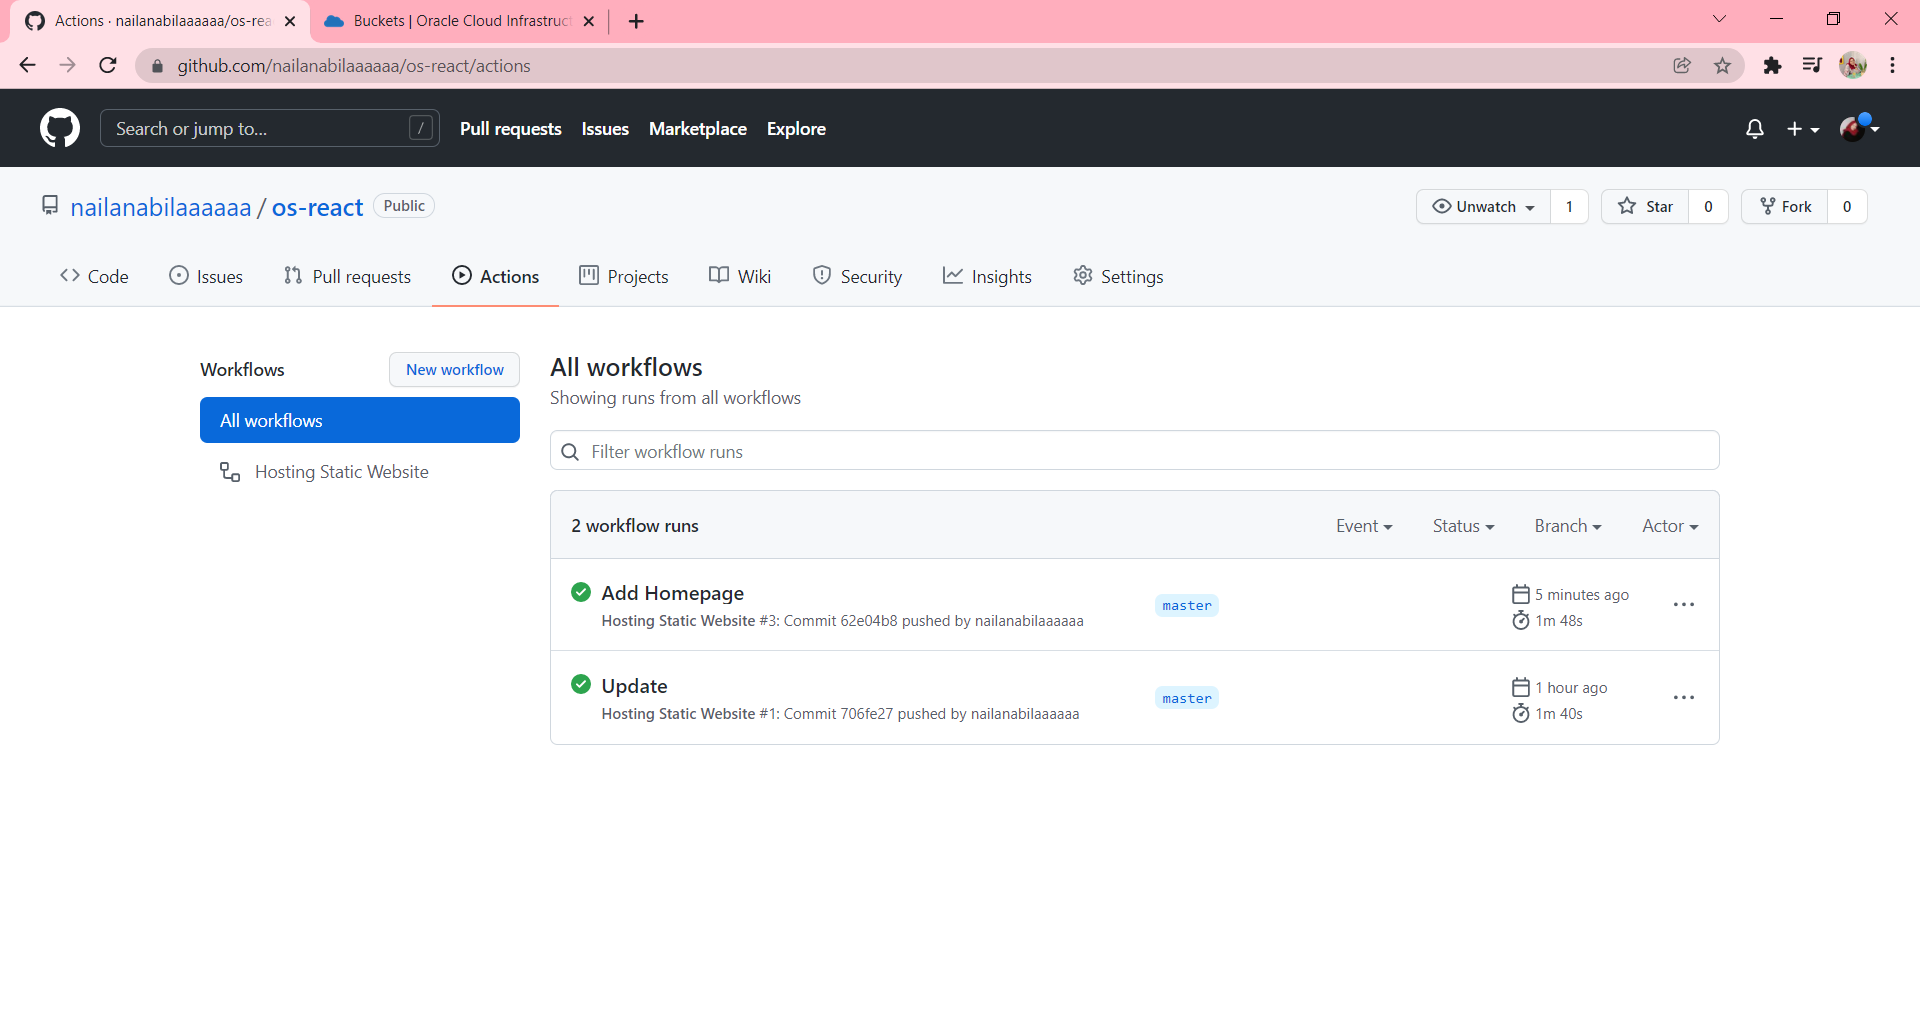 Actions · nailanabilaaaaaa/os-rea
Buckets | Oracle Cloud Infrastruct
github.com/nailanabilaaaaaa/os-react/actions
Search or jump to... /
Pull requests Issues Marketplace Explore
nailanabilaaaaaa / os-react Public
Unwatch 1 Star 0 Fork 0
Code Issues Pull requests Actions Projects Wiki Security Insights Settings
Workflows New workflow
All workflows
Hosting Static Website
All workflows
Showing runs from all workflows
Filter workflow runs
2 workflow runs Event Status Branch Actor
Add Homepage
Hosting Static Website #3: Commit 62e04b8 pushed by nailanabilaaaaaa
master
5 minutes ago
1m 48s
Update
Hosting Static Website #1: Commit 706fe27 pushed by nailanabilaaaaaa
master
1 hour ago
1m 40s